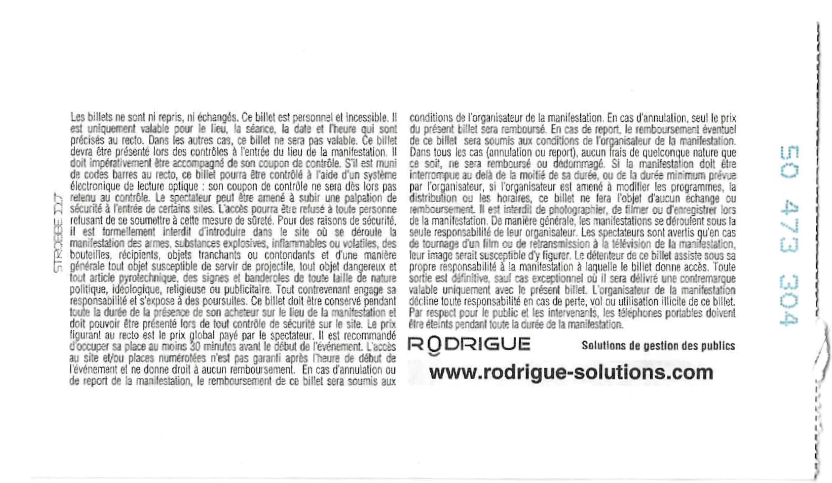 Les billets ne sont ni repris, ni échangés. Ce billet est personnel et incessible. Il
est uniquement valable pour le lieu, la séance, la date et l'heure qui sont
précisés au recto. Dans les autres cas, ce billet ne sera pas valable. Ce billet
devra être présenté lors des contrôles à l'entrée du lieu de la manifestation. Il
doit impérativement être accompagné de son coupon de contrôle. S'il est muni
de codes barres au recto, ce billet pourra être contrôlé à l'aide d'un système
électronique de lecture optique : son coupon de contrôle ne sera dès lors pas
retenu au contrôle. Le spectateur peut être amené à subir une palpation de
sécurité à l'entrée de certains sites. L'accès pourra être refusé à toute personne
refusant de se soumettre à cette mesure de sûreté. Pour des raisons de sécurité,
il est formellement interdit d'introduire dans le site où se déroule la
manifestation des armes, substances explosives, inflammables ou volatiles, des
bouteilles, récipients, objets tranchants ou contondants et d'une manière
générale tout objet susceptible de servir de projectile, tout objet dangereux et
tout article pyrotechnique, des signes et banderoles de toute taille de nature
politique, idéologique, religieuse ou publicitaire. Tout contrevenant engage sa
responsabilité et s'expose à des poursuites. Ce billet doit être conservé pendant
toute la durée de la présence de son acheteur sur le lieu de la manifestation et
doit pouvoir être présenté lors de tout contrôle de sécurité sur le site. Le prix
figurant au recto est le prix global payé par le spectateur. Il est recommandé
d'occuper sa place au moins 30 minutes avant le début de l'événement. L'accès
au site et/ou places numérotées n'est pas garanti après l'heure de début de
l'événement et ne donne droit à aucun remboursement. En cas d'annulation ou
de report de la manifestation, le remboursement de ce billet sera soumis aux
conditions de l'organisateur de la manifestation. En cas d'annulation, seul le prix
du présent billet sera remboursé. En cas de report, le remboursement éventuel
de ce billet sera soumis aux conditions de l'organisateur de la manifestation.
Dans tous les cas (annulation ou report), aucun frais de quelconque nature que
ce soit, ne sera remboursé ou dédommagé. Si la manifestation doit être
interrompue au delà de la moitié de sa durée, ou de la durée minimum prévue
par l'organisateur, si l'organisateur est amené à modifier les programmes, la
distribution ou les horaires, ce billet ne fera l'objet d'aucun échange ou
remboursement. Il est interdit de photographier, de filmer ou d'enregistrer lors
de la manifestation. De manière générale, les manifestations se déroulent sous la
seule responsabilité de leur organisateur. Les spectateurs sont avertis qu'en cas
de tournage d'un film ou de retransmission à la télévision de la manifestation,
leur image serait susceptible d'y figurer. Le détenteur de ce billet assiste sous sa
propre responsabilité à la manifestation à laquelle le billet donne accès. Toute
sortie est définitive, sauf cas exceptionnel où il sera délivré une contremarque
valable uniquement avec le présent billet. L'organisateur de la manifestation
décline toute responsabilité en cas de perte, vol ou utilisation illicite de ce billet.
Par respect pour le public et les intervenants, les téléphones portables doivent
être éteints pendant toute la durée de la manifestation.
RODRIGUE Solutions de gestion des publics
www.rodrigue-solutions.com
50 473 304